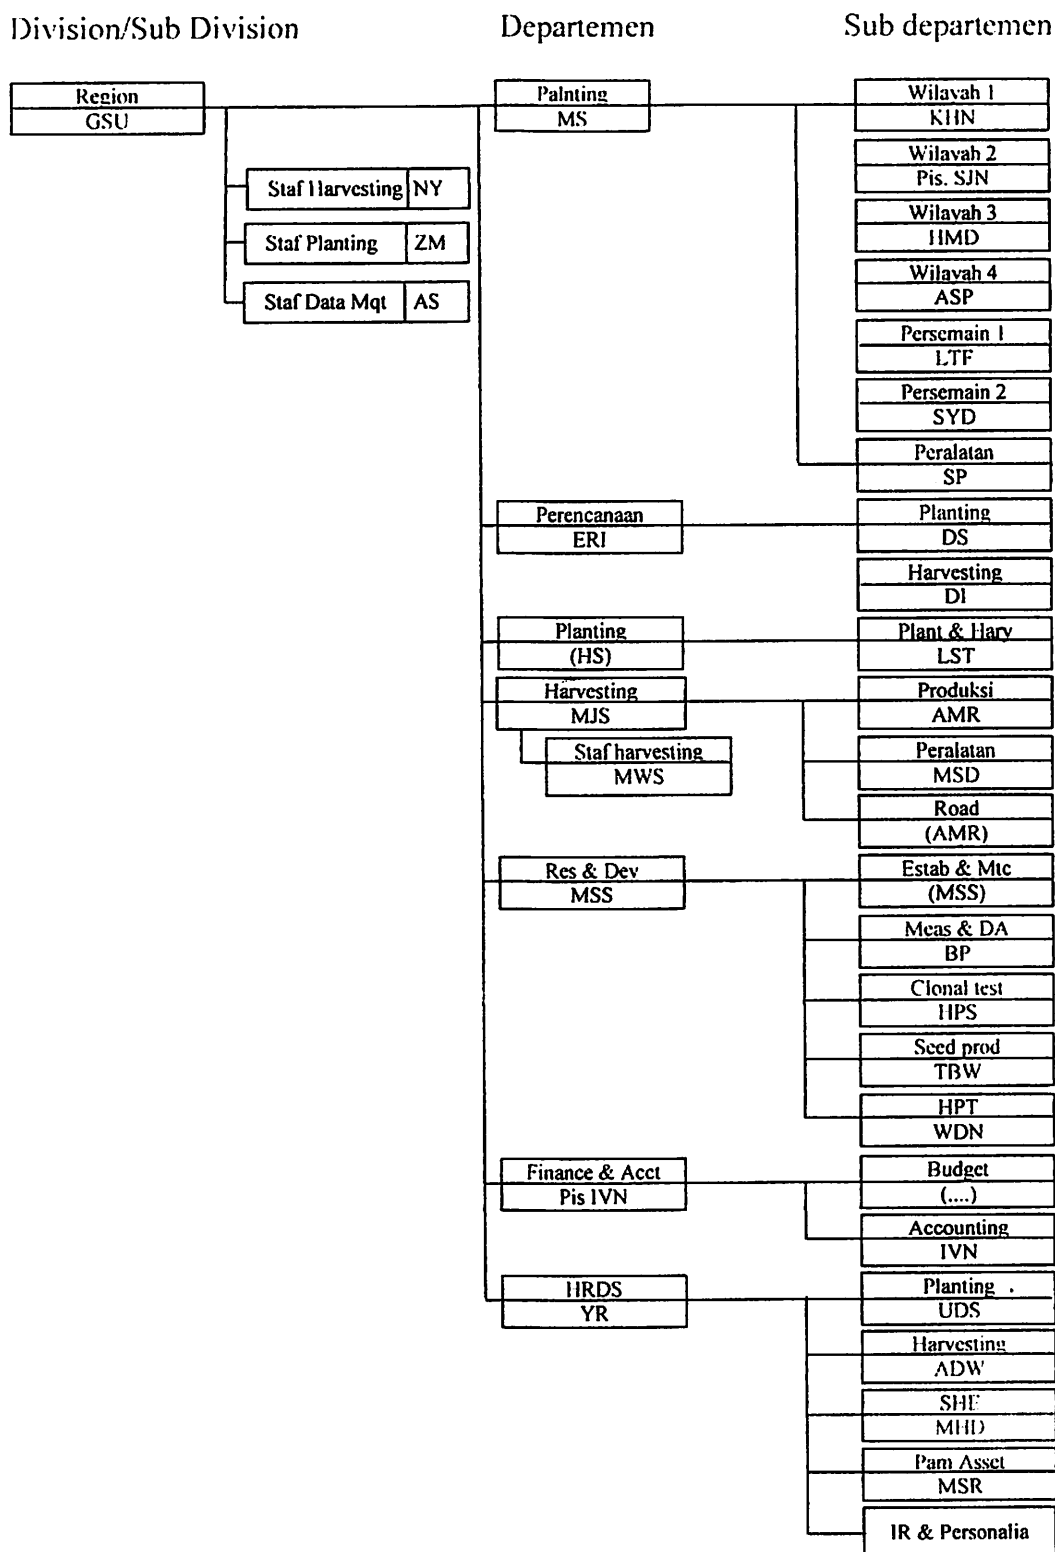 Division/Sub Division
Departemen
Sub departemen
Region
GSU
Staf Harvesting NY
Staf Planting ZM
Staf Data Mqt AS
Palnting
MS
Wilayah 1
KHN
Wilayah 2
Pis. SJN
Wilayah 3
HMD
Wilayah 4
ASP
Persemain 1
LTF
Persemain 2
SYD
Peralatan
SP
Perencanaan
ERI
Planting
DS
Harvesting
DI
Planting
(HS)
Plant & Harv
LST
Harvesting
MJS
Staf harvesting
MWS
Produksi
AMR
Peralatan
MSD
Road
(AMR)
Res & Dev
MSS
Estab & Mtc
(MSS)
Meas & DA
BP
Clonal test
HPS
Seed prod
TBW
HPT
WDN
Finance & Acct
Pis IVN
Budget
(....)
Accounting
IVN
HRDS
YR
Planting
UDS
Harvesting
ADW
SHE
MHD
Pam Asset
MSR
IR & Personalia